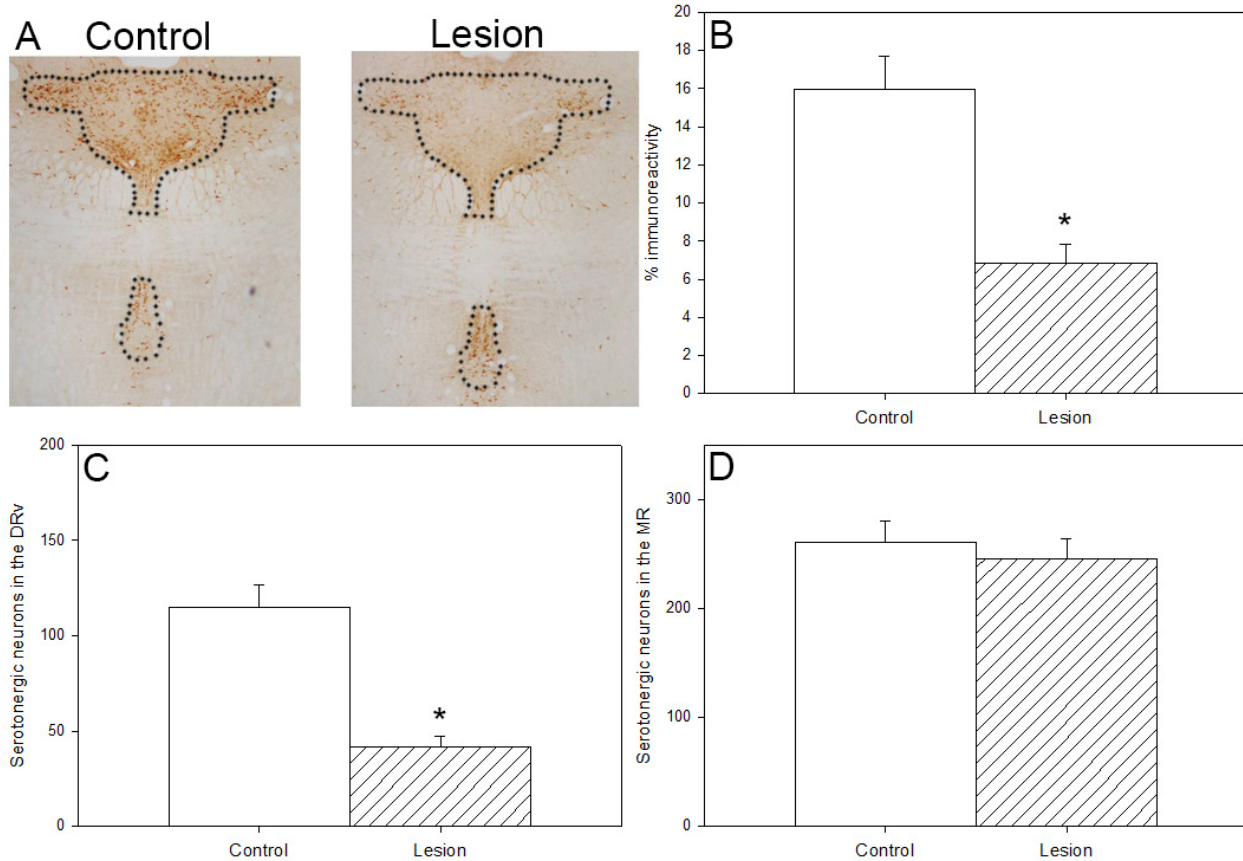 A
Control
Lesion
B
20
18
16
14
12
10
8
6
4
2
0
% immunoreactivity
*
Control
Lesion
C
200
150
100
50
0
Serotonergic neurons in the DRv
*
Control
Lesion
D
300
200
100
0
Serotonergic neurons in the MR
Control
Lesion